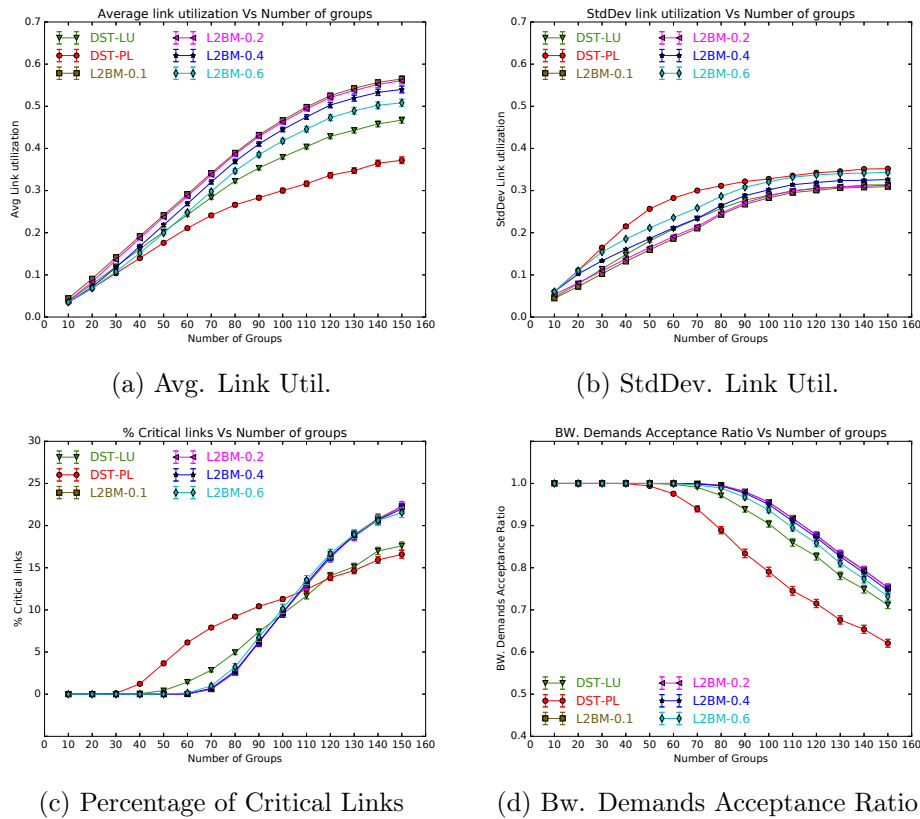 Average link utilization Vs Number of groups
DST-LU
DST-PL
L2BM-0.1
L2BM-0.2
L2BM-0.4
L2BM-0.6
Avg Link utilization
0.7
0.6
0.5
0.4
0.3
0.2
0.1
0.0
0 10 20 30 40 50 60 70 80 90 100 110 120 130 140 150 160
Number of Groups
(a) Avg. Link Util.
StdDev link utilization Vs Number of groups
DST-LU
DST-PL
L2BM-0.1
L2BM-0.2
L2BM-0.4
L2BM-0.6
StdDev Link utilization
0.7
0.6
0.5
0.4
0.3
0.2
0.1
0.0
0 10 20 30 40 50 60 70 80 90 100 110 120 130 140 150 160
Number of Groups
(b) StdDev. Link Util.
% Critical links Vs Number of groups
DST-LU
DST-PL
L2BM-0.1
L2BM-0.2
L2BM-0.4
L2BM-0.6
% Critical links
30
25
20
15
10
5
0
0 10 20 30 40 50 60 70 80 90 100 110 120 130 140 150 160
Number of Groups
(c) Percentage of Critical Links
BW. Demands Acceptance Ratio Vs Number of groups
BW. Demands Acceptance Ratio
1.0
0.9
0.8
0.7
0.6
0.5
0.4
DST-LU
DST-PL
L2BM-0.1
L2BM-0.2
L2BM-0.4
L2BM-0.6
0 10 20 30 40 50 60 70 80 90 100 110 120 130 140 150 160
Number of Groups
(d) Bw. Demands Acceptance Ratio